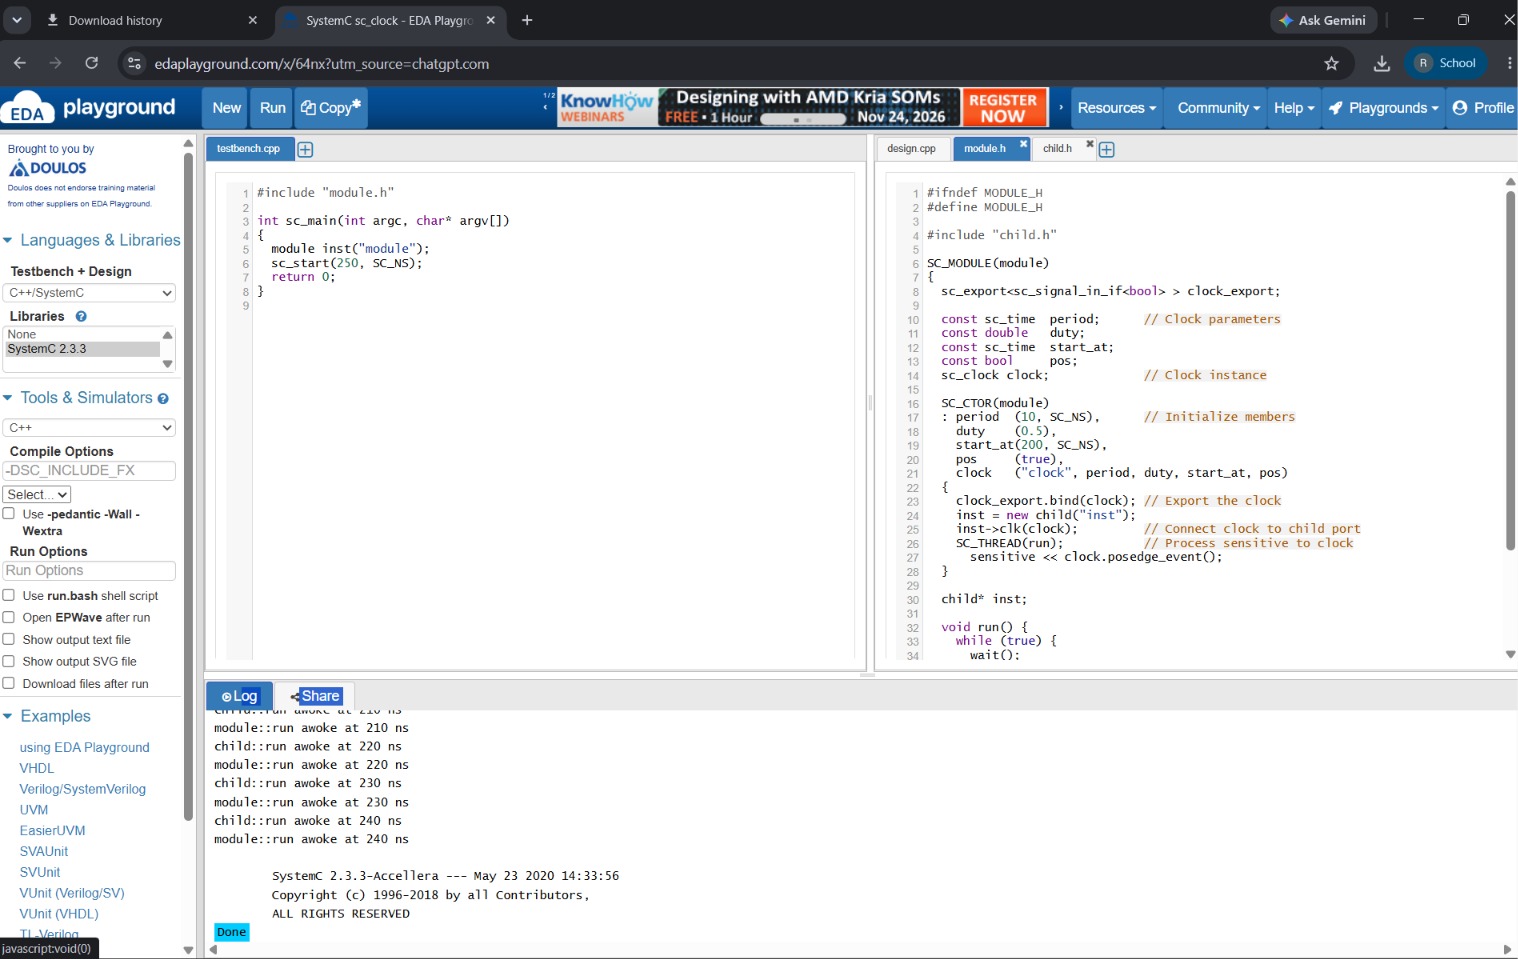 Download history
SystemC sc_clock - EDA Playgro
Ask Gemini
edaplayground.com/x/64nx?utm_source=chatgpt.com
R School
EDA playground
New
Run
Copy*
1/2
KnowHow
WEBINARS
Designing with AMD Kria SOMs
FREE • 1 Hour
Nov 24, 2026
REGISTER
NOW
Resources
Community
Help
Playgrounds
Profile
Brought to you by
DOULOS
Doulos does not endorse training material
from other suppliers on EDA Playground.
Languages & Libraries
Testbench + Design
C++/SystemC
Libraries
None
SystemC 2.3.3
Tools & Simulators
C++
Compile Options
-DSC_INCLUDE_FX
Select...
Use -pedantic -Wall -
Wextra
Run Options
Run Options
Use run.bash shell script
Open EPWave after run
Show output text file
Show output SVG file
Download files after run
Examples
using EDA Playground
VHDL
Verilog/SystemVerilog
UVM
EasierUVM
SVAUnit
SVUnit
VUnit (Verilog/SV)
VUnit (VHDL)
TL-Verilog
javascript:void(0)
testbench.cpp
1 #include "module.h"
2
3 int sc_main(int argc, char* argv[])
4 {
5 module inst("module");
6 sc_start(250, SC_NS);
7 return 0;
8 }
9
design.cpp
module.h
child.h
1 #ifndef MODULE_H
2 #define MODULE_H
3
4 #include "child.h"
5
6 SC_MODULE(module)
7 {
8 sc_export<sc_signal_in_if<bool> > clock_export;
9
10 const sc_time period; // Clock parameters
11 const double duty;
12 const sc_time start_at;
13 const bool pos;
14 sc_clock clock; // Clock instance
15
16 SC_CTOR(module)
17 : period (10, SC_NS), // Initialize members
18 duty (0.5),
19 start_at(200, SC_NS),
20 pos (true),
21 clock ("clock", period, duty, start_at, pos)
22 {
23 clock_export.bind(clock); // Export the clock
24 inst = new child("inst");
25 inst->clk(clock); // Connect clock to child port
26 SC_THREAD(run); // Process sensitive to clock
27 sensitive << clock.posedge_event();
28 }
29
30 child* inst;
31
32 void run() {
33 while (true) {
34 wait();
Log
Share
child::run awoke at 210 ns
module::run awoke at 210 ns
child::run awoke at 220 ns
module::run awoke at 220 ns
child::run awoke at 230 ns
module::run awoke at 230 ns
child::run awoke at 240 ns
module::run awoke at 240 ns
SystemC 2.3.3-Accellera --- May 23 2020 14:33:56
Copyright (c) 1996-2018 by all Contributors,
ALL RIGHTS RESERVED
Done